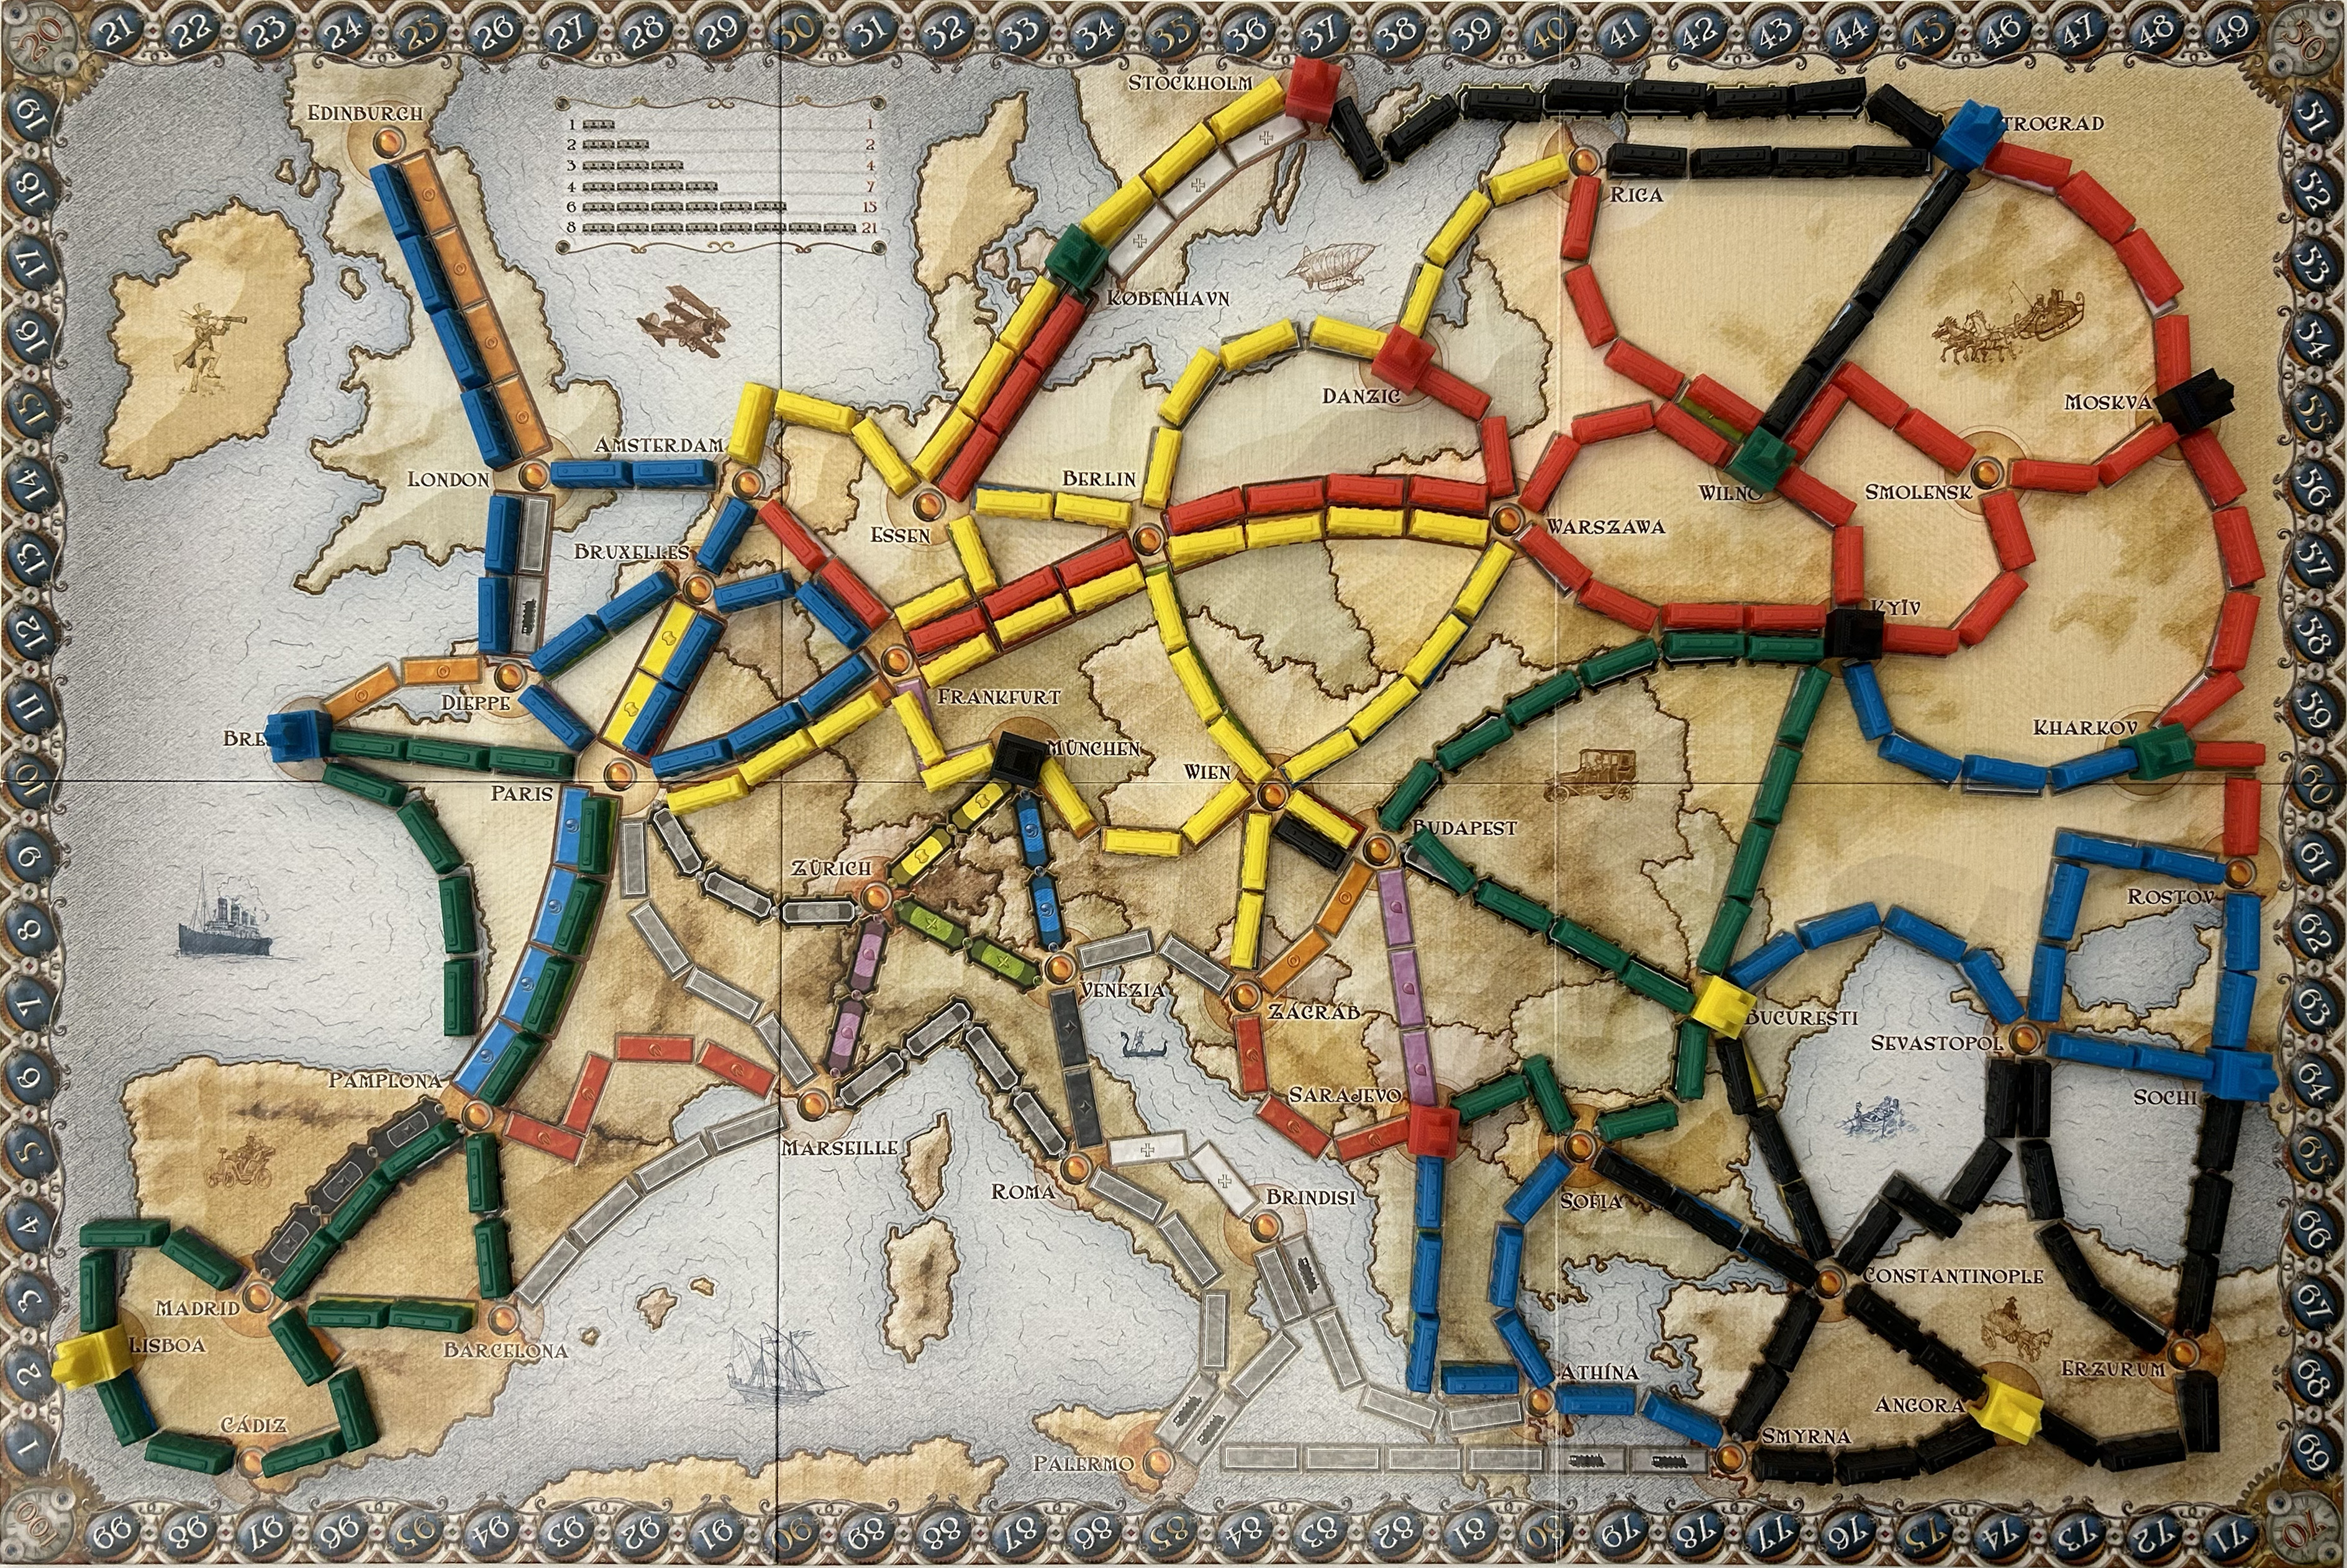 20 21 22 23 24 25 26 27 28 29 30 31 32 33 34 35 36 37 38 39 40 41 42 43 44 45 46 47 48 49 50
STOCKHOLM
EDINBURGH
1 1
2 2
3 4
4 7
6 15
8 21
TROGRAD
RIGA
KØBENHAVN
DANZIG
MOSKVA
AMSTERDAM
LONDON
BERLIN
WILNO
SMOLENSK
ESSEN
WARSZAWA
BRUXELLES
KYÏV
DIEPPE
FRANKFURT
BRE
KHARKOV
MÜNCHEN
WIEN
PARIS
BUDAPEST
ZÜRICH
ROSTOV
VENEZIA
ZÁGRÁB
BUCURESTI
SEVASTOPOL
PAMPLONA
SARAJEVO
SOCHI
MARSEILLE
ROMA
BRINDISI
SOFIA
CONSTANTINOPLE
MADRID
LISBOA
BARCELONA
ATHÍNA
ERZURUM
ANGORA
CÁDIZ
SMYRNA
PALERMO
19
18
17
16
15
14
13
12
11
10
9
8
7
6
5
4
3
2
1
51
52
53
54
55
56
57
58
59
60
61
62
63
64
65
66
67
68
69
100 99 98 97 96 95 94 93 92 91 90 89 88 87 86 85 84 83 82 81 80 79 78 77 76 75 74 73 72 71 70